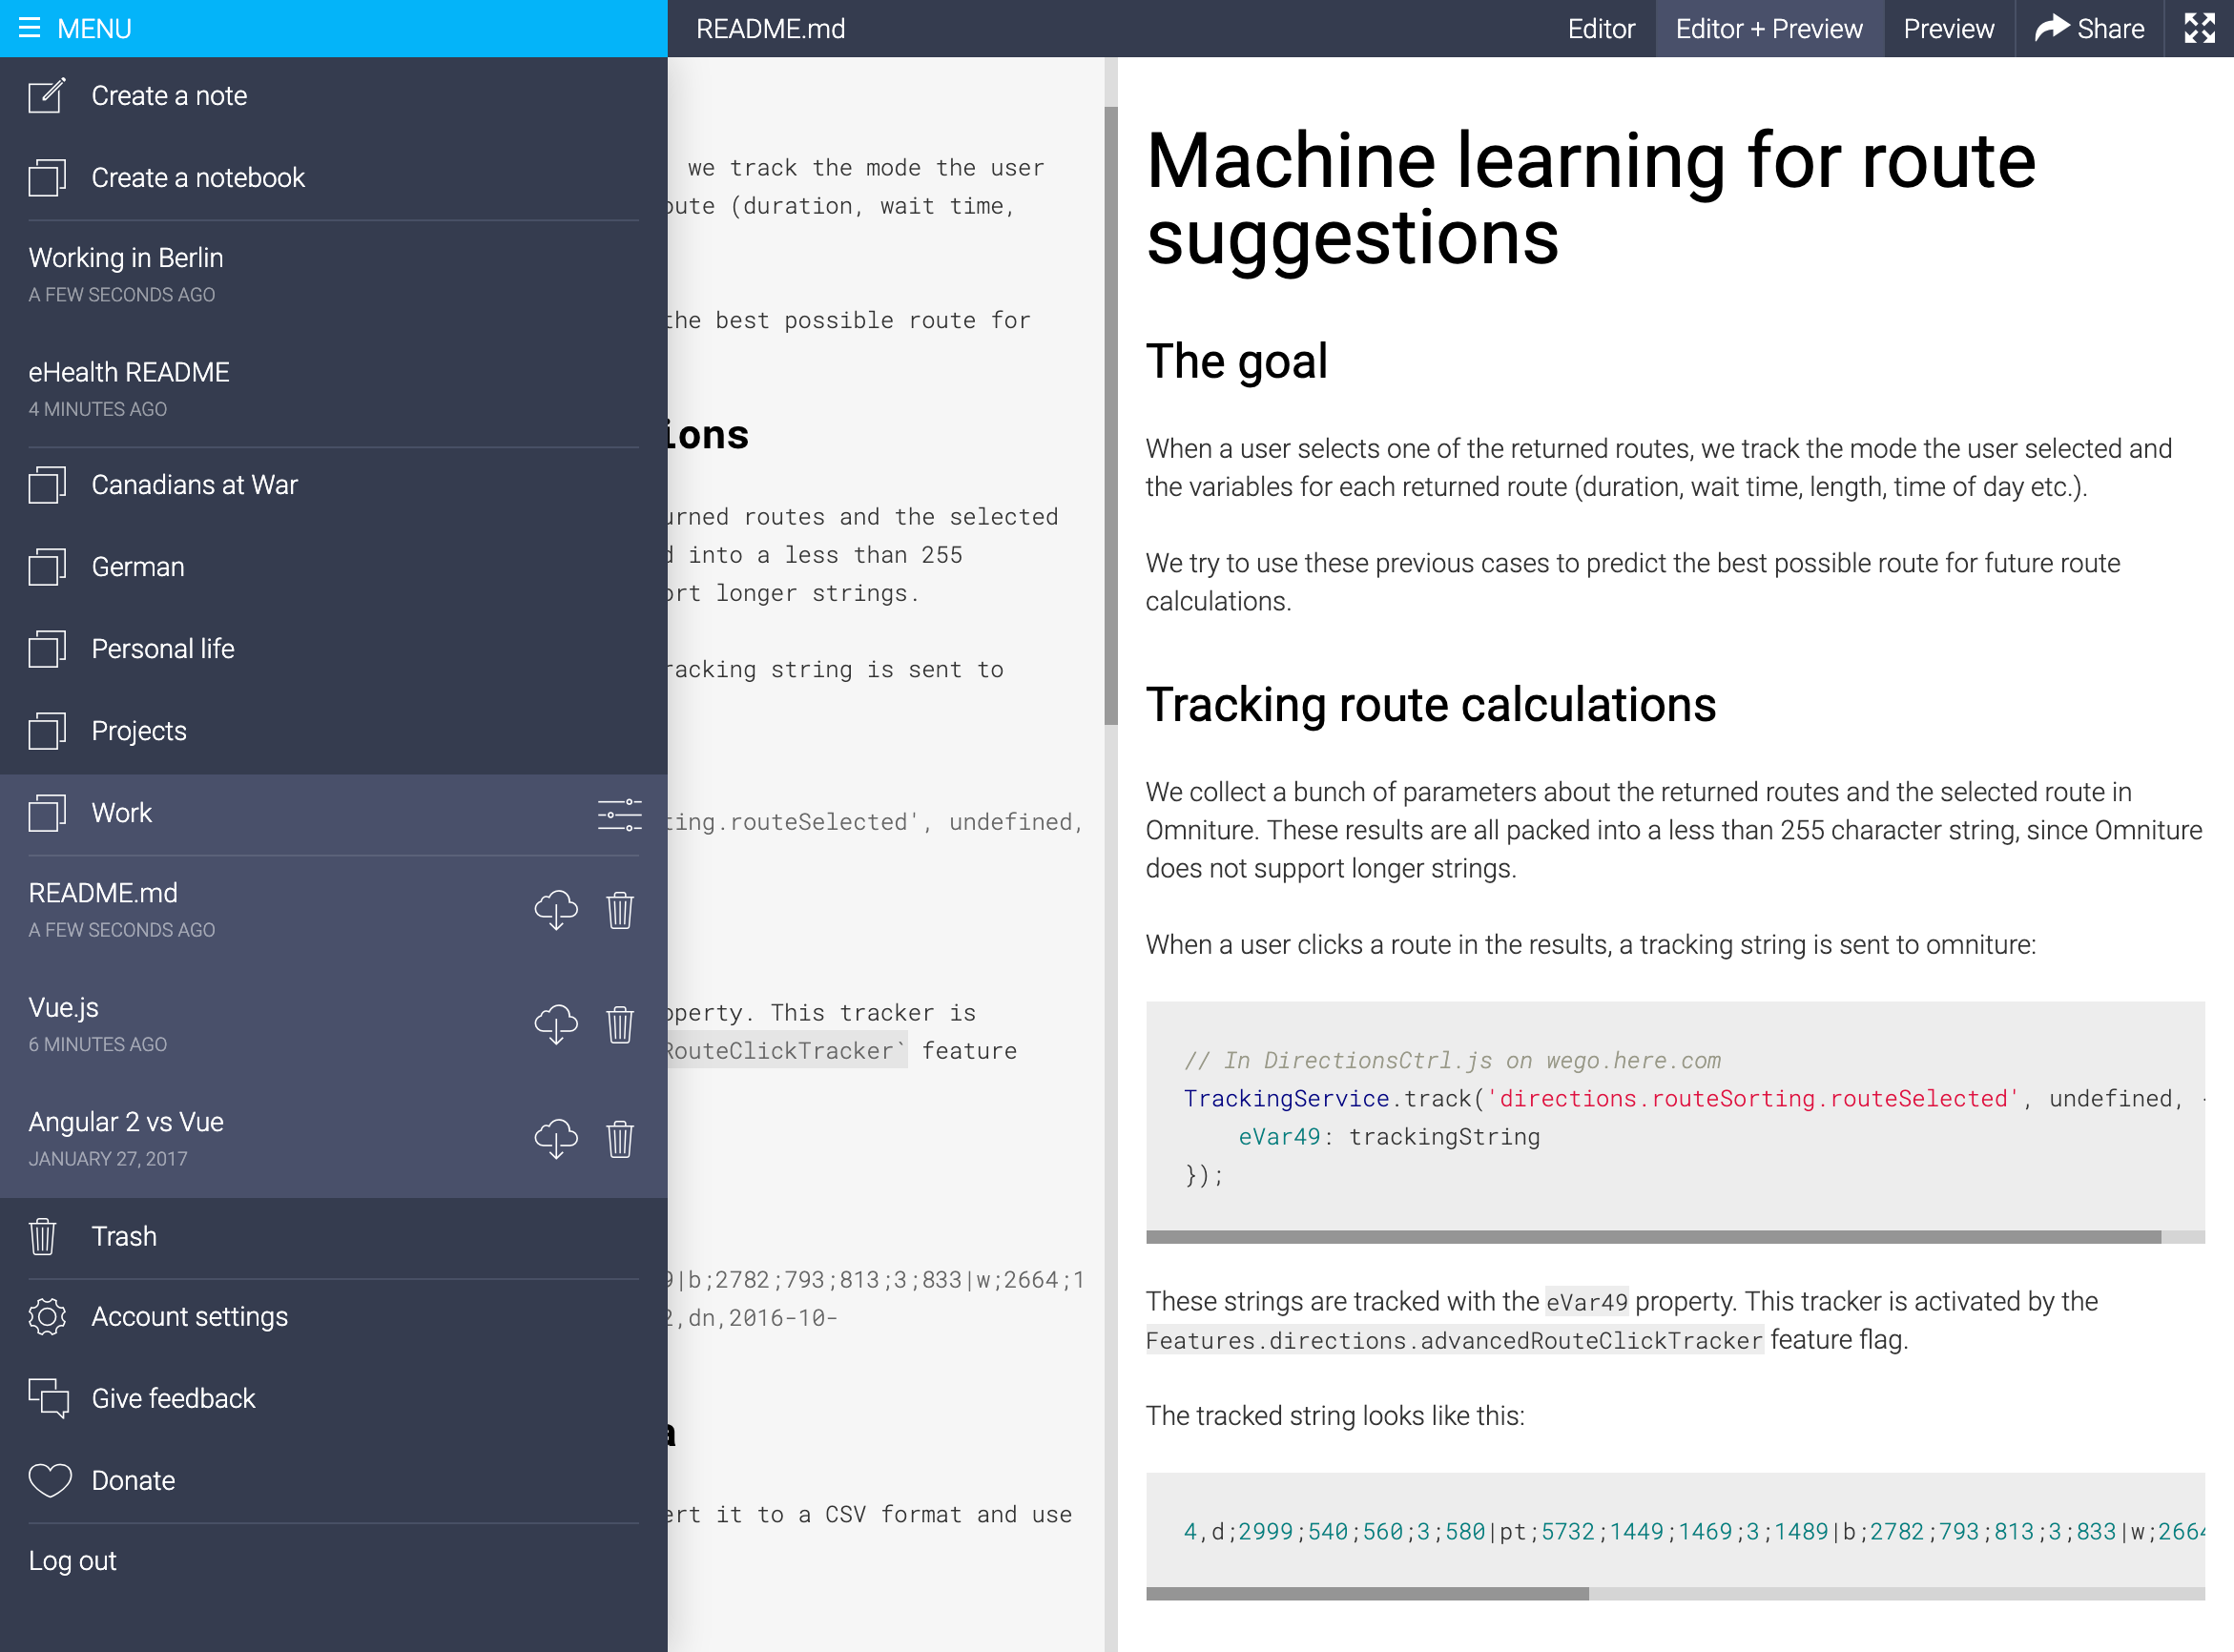 MENU
README.md
Editor
Editor + Preview
Preview
Share
Create a note
Create a notebook
Working in Berlin
A FEW SECONDS AGO
eHealth README
4 MINUTES AGO
Canadians at War
German
Personal life
Projects
Work
README.md
A FEW SECONDS AGO
Vue.js
6 MINUTES AGO
Angular 2 vs Vue
JANUARY 27, 2017
Trash
Account settings
Give feedback
Donate
Log out
we track the mode the user
oute (duration, wait time,
the best possible route for
ions
urned routes and the selected
d into a less than 255
ort longer strings.
racking string is sent to
ting.routeSelected', undefined,
operty. This tracker is
RouteClickTracker` feature
9|b;2782;793;813;3;833|w;2664;1
2,dn,2016-10-
a
ert it to a CSV format and use
Machine learning for route
suggestions
The goal
When a user selects one of the returned routes, we track the mode the user selected and
the variables for each returned route (duration, wait time, length, time of day etc.).
We try to use these previous cases to predict the best possible route for future route
calculations.
Tracking route calculations
We collect a bunch of parameters about the returned routes and the selected route in
Omniture. These results are all packed into a less than 255 character string, since Omniture
does not support longer strings.
When a user clicks a route in the results, a tracking string is sent to omniture:
// In DirectionsCtrl.js on wego.here.com
TrackingService.track('directions.routeSorting.routeSelected', undefined, {
eVar49: trackingString
});
These strings are tracked with the eVar49 property. This tracker is activated by the
Features.directions.advancedRouteClickTracker feature flag.
The tracked string looks like this:
4,d;2999;540;560;3;580|pt;5732;1449;1469;3;1489|b;2782;793;813;3;833|w;2664